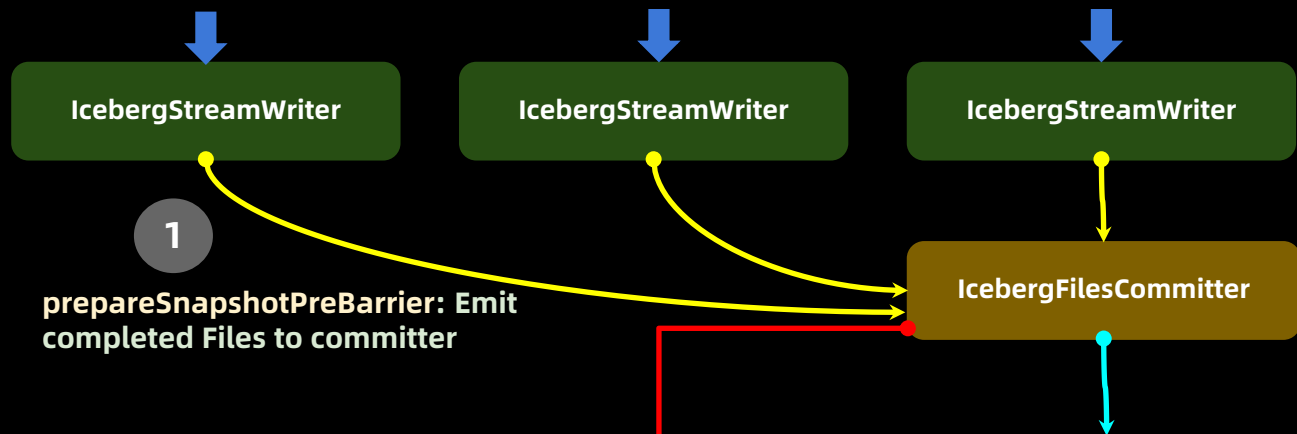 IcebergStreamWriter
IcebergStreamWriter
IcebergStreamWriter
1
prepareSnapshotPreBarrier: Emit
completed Files to committer
IcebergFilesCommitter